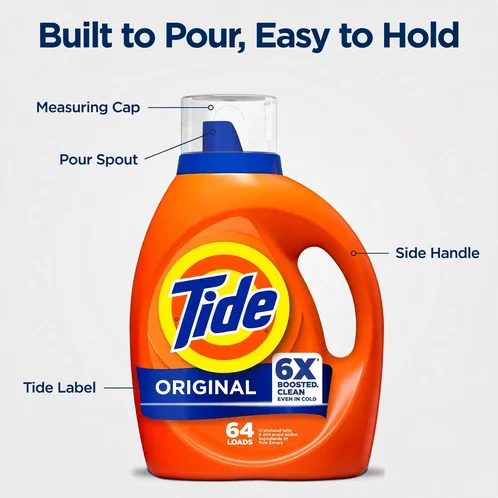 Built to Pour, Easy to Hold
Measuring Cap
Pour Spout
Side Handle
Tide
Tide Label
ORIGINAL
6X*
BOOSTED.
CLEAN
EVEN IN COLD
64
LOADS